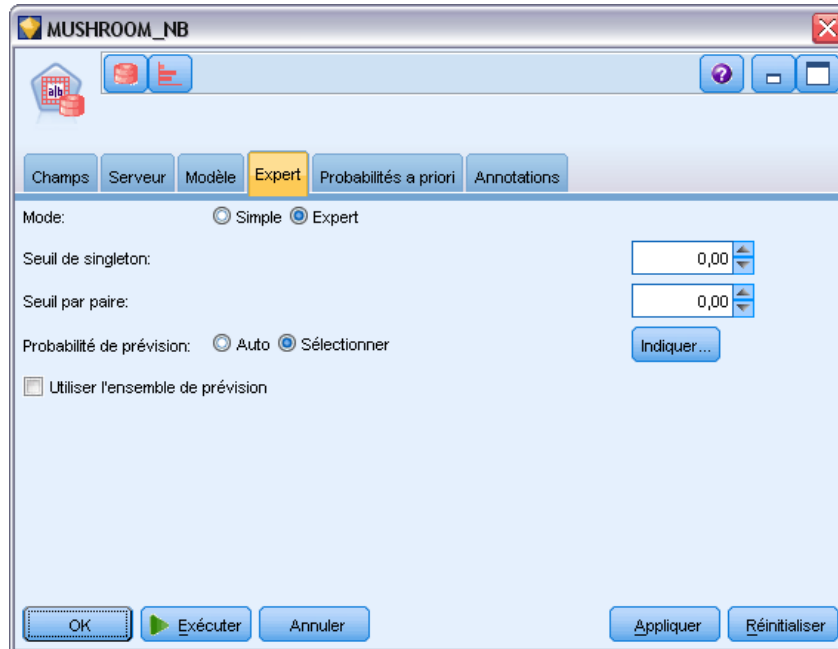 MUSHROOM_NB
a|b
?
Champs Serveur Modèle Expert Probabilités a priori Annotations
Mode: Simple Expert
Seuil de singleton: 0,00
Seuil par paire: 0,00
Probabilité de prévision: Auto Sélectionner Indiquer...
Utiliser l'ensemble de prévision
OK Exécuter Annuler Appliquer Réinitialiser